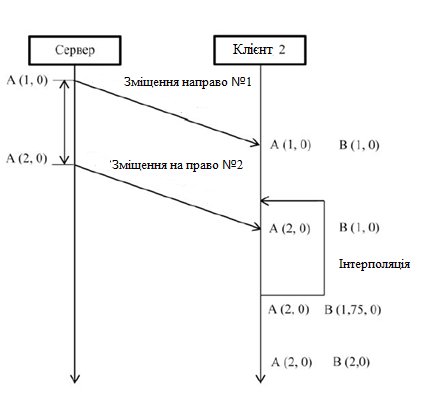 Сервер
Клієнт 2
A (1, 0)
Зміщення направо №1
A (1, 0) B (1, 0)
A (2, 0)
'Зміщення на право №2
A (2, 0) B (1, 0)
Інтерполяція
A (2, 0) B (1,75, 0)
A (2, 0) B (2,0)